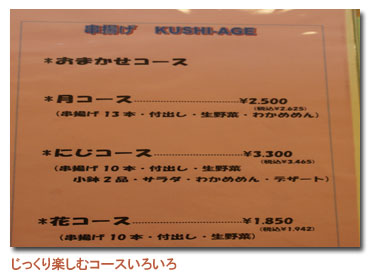 串揚げ KUSHI-AGE
＊おまかせコース
＊月コース……………………¥2.500
(税込¥2.625)
(串揚げ13本・付出し・生野菜・わかめめん)
＊にじコース……………………¥3.300
(税込¥3.465)
(串揚げ10本・付出し・生野菜
小鉢2品・サラダ・わかめめん・デザート)
＊花コース……………………¥1.850
(税込¥1.942)
(串揚げ10本・付出し・生野菜)
じっくり楽しむコースいろいろ